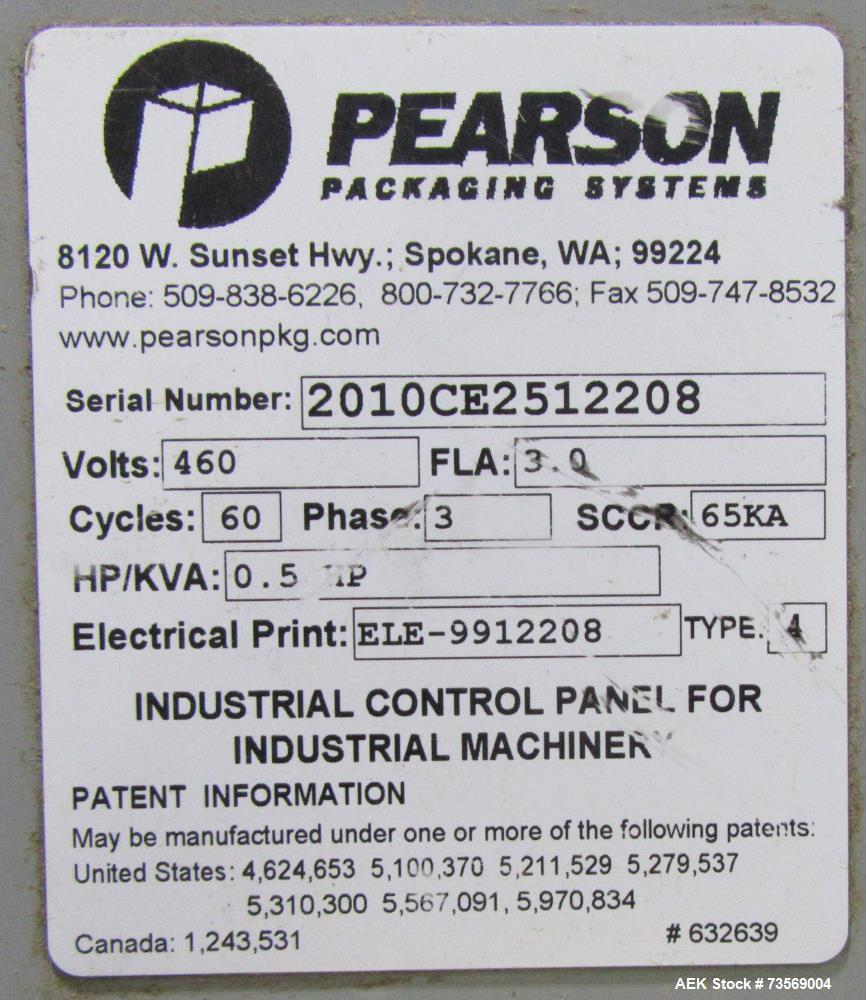 PEARSON
PACKAGING SYSTEMS
8120 W. Sunset Hwy.; Spokane, WA; 99224
Phone: 509-838-6226, 800-732-7766; Fax 509-747-8532
www.pearsonpkg.com
Serial Number: 2010CE2512208
Volts: 460 FLA: 3.0
Cycles: 60 Phase: 3 SCCR: 65KA
HP/KVA: 0.5 HP
Electrical Print: ELE-9912208 TYPE. 4
INDUSTRIAL CONTROL PANEL FOR
INDUSTRIAL MACHINERY
PATENT INFORMATION
May be manufactured under one or more of the following patents:
United States: 4,624,653 5,100,370 5,211,529 5,279,537
5,310,300 5,567,091, 5,970,834
Canada: 1,243,531 # 632639
AEK Stock # 73569004